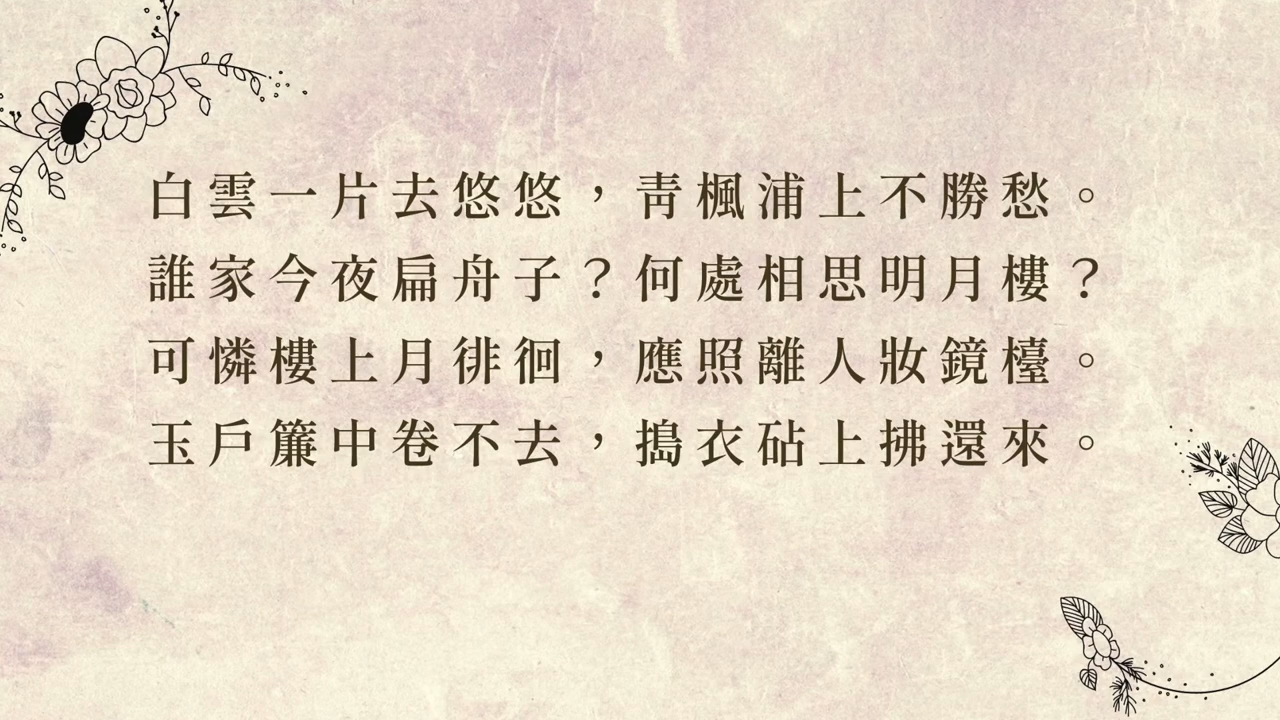 白雲一片去悠悠，青楓浦上不勝愁。
誰家今夜扁舟子？何處相思明月樓？
可憐樓上月徘徊，應照離人妝鏡檯。
玉戶簾中卷不去，搗衣砧上拂還來。